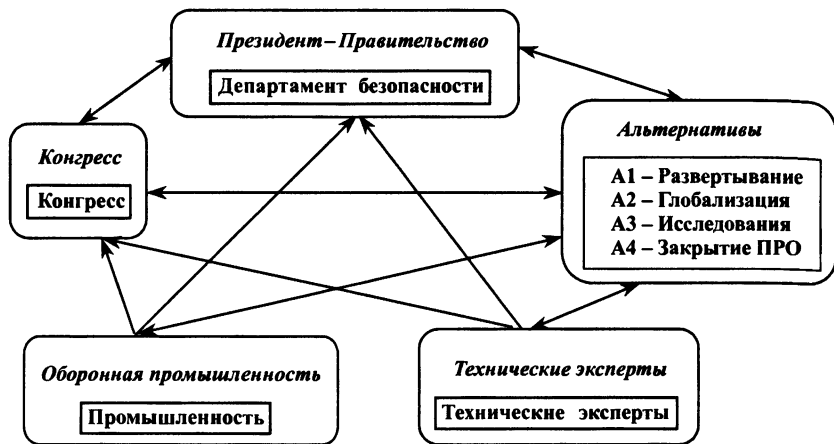 Президент–Правительство
Департамент безопасности
Конгресс
Конгресс
Альтернативы
А1 – Развертывание
А2 – Глобализация
А3 – Исследования
А4 – Закрытие ПРО
Оборонная промышленность
Промышленность
Технические эксперты
Технические эксперты